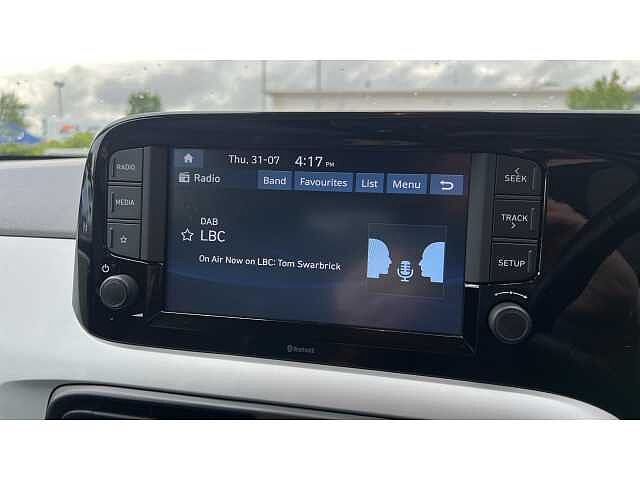 Thu, 31-07 4:17 PM
Radio
Band Favourites List Menu
DAB
LBC
On Air Now on LBC: Tom Swarbrick
RADIO
MEDIA
SEEK
TRACK
SETUP
Bluetooth